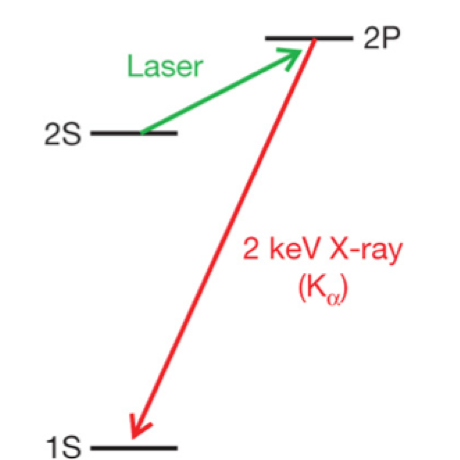 2P
Laser
2S
2 keV X-ray
(Kα)
1S